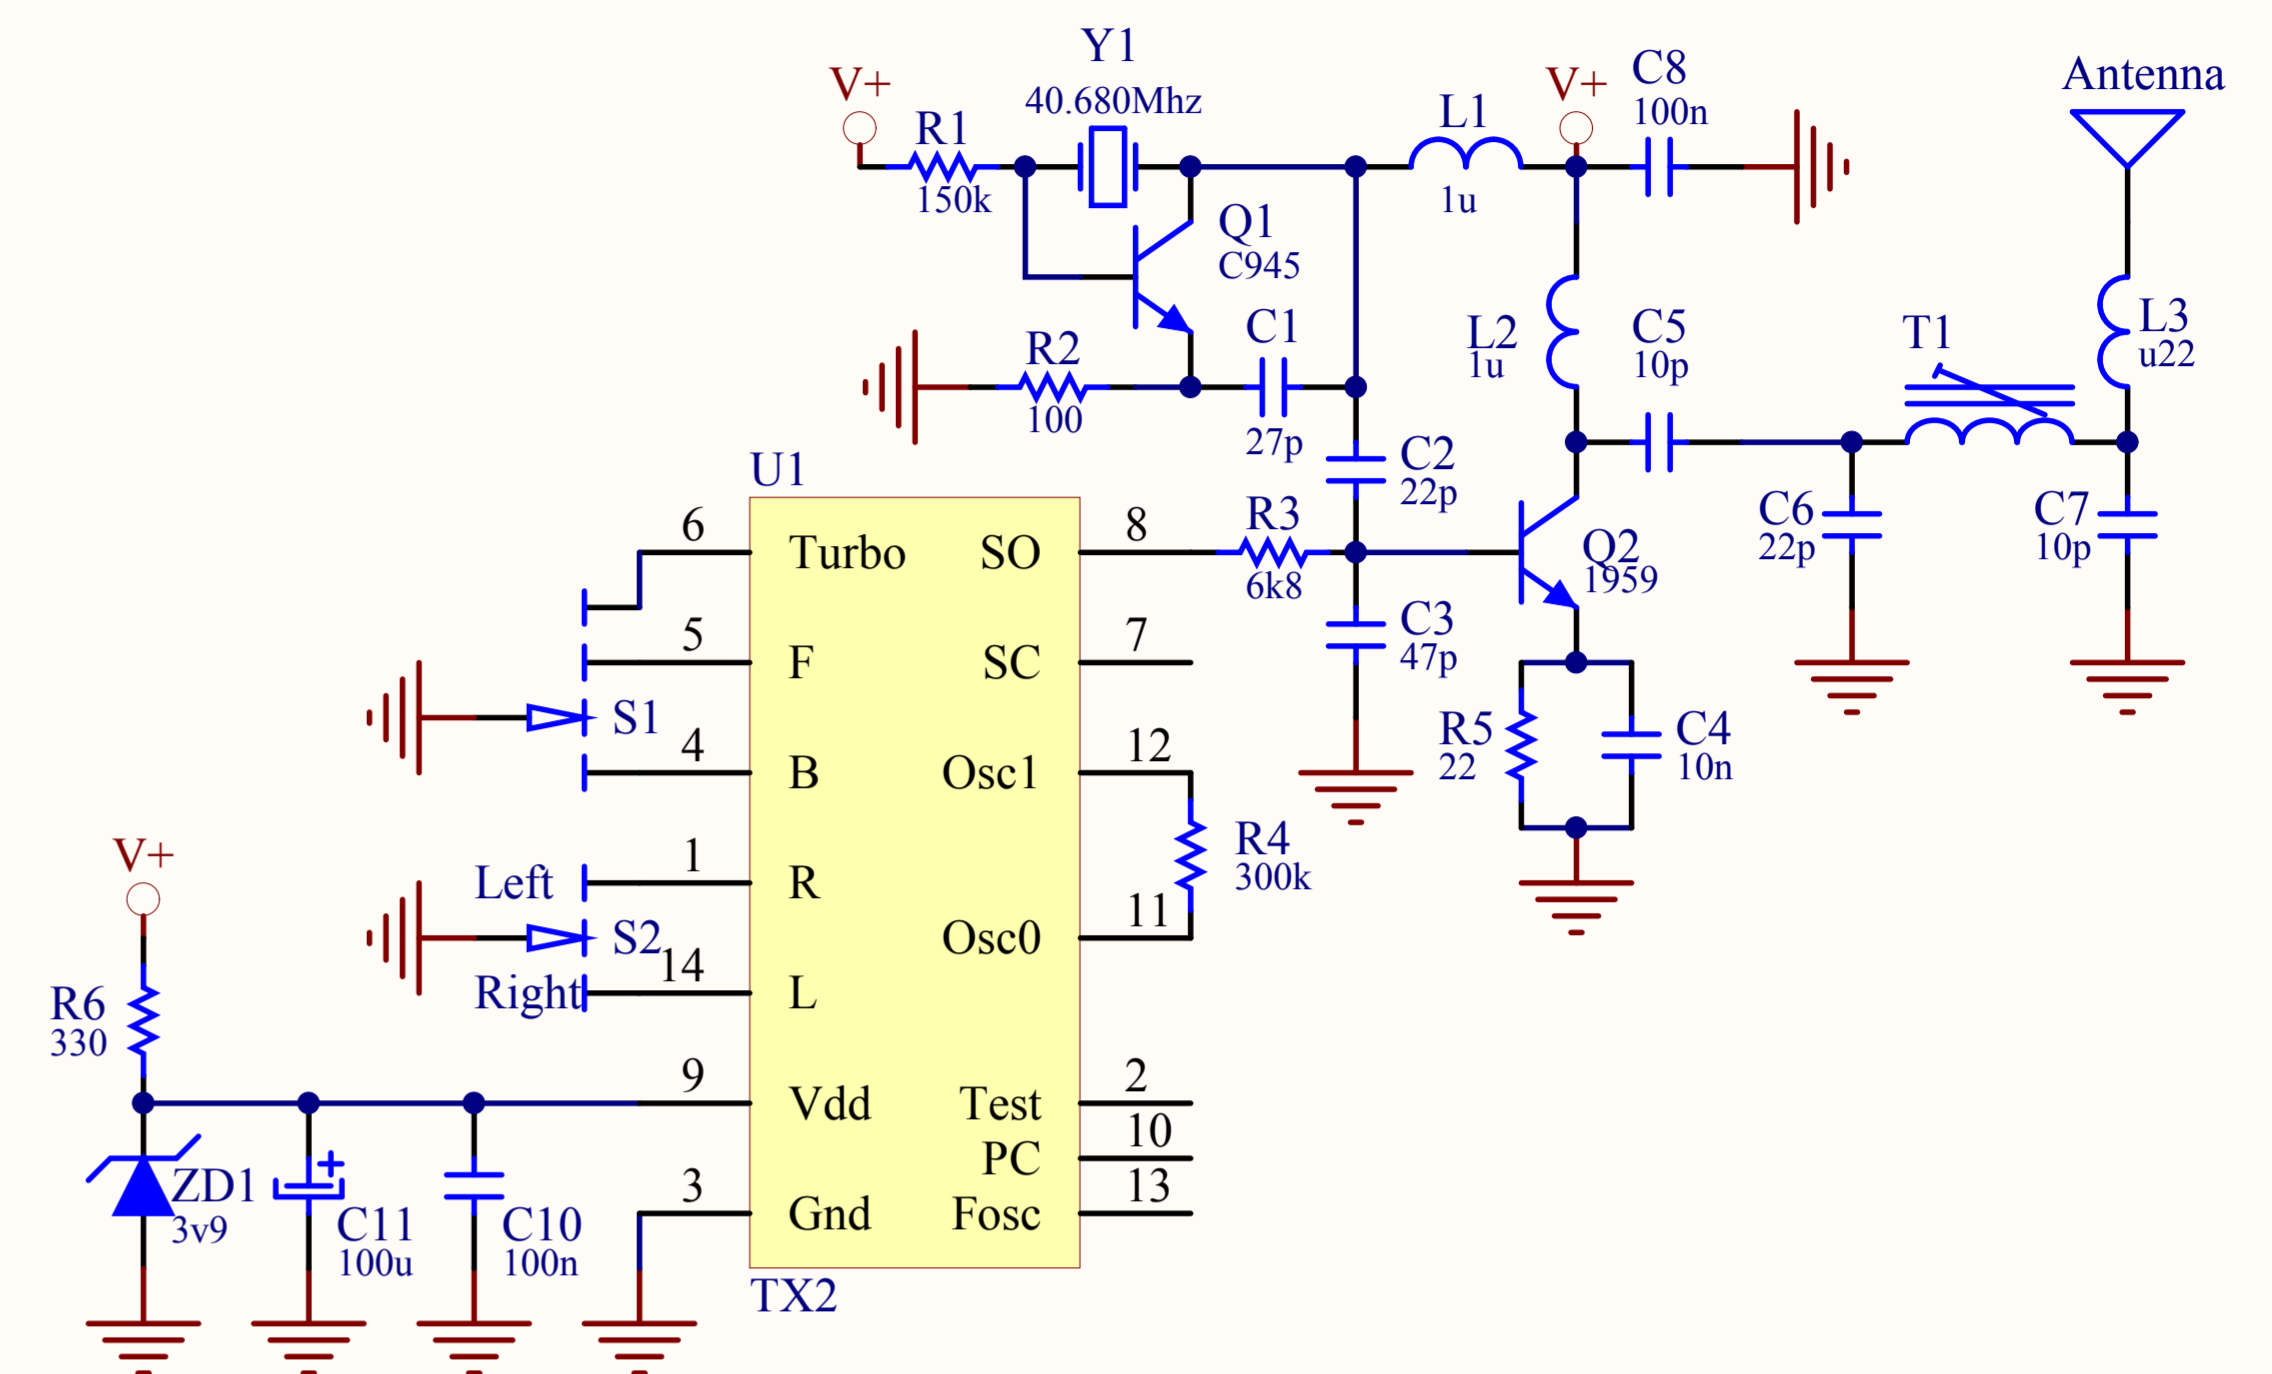 Y1
40.680Mhz
V+
R1
150k
Q1
C945
L1
1u
V+
C8
100n
Antenna
R2
100
C1
27p
L2
1u
C5
10p
T1
L3
u22
C2
22p
R3
6k8
C3
47p
Q2
1959
C6
22p
C7
10p
R5
22
C4
10n
U1
6
Turbo
SO
8
5
F
SC
7
S1
4
B
Osc1
12
R4
300k
Left
1
R
Osc0
11
S2
Right
14
L
V+
R6
330
9
Vdd
Test
2
PC
10
3
Gnd
Fosc
13
ZD1
3v9
C11
100u
C10
100n
TX2